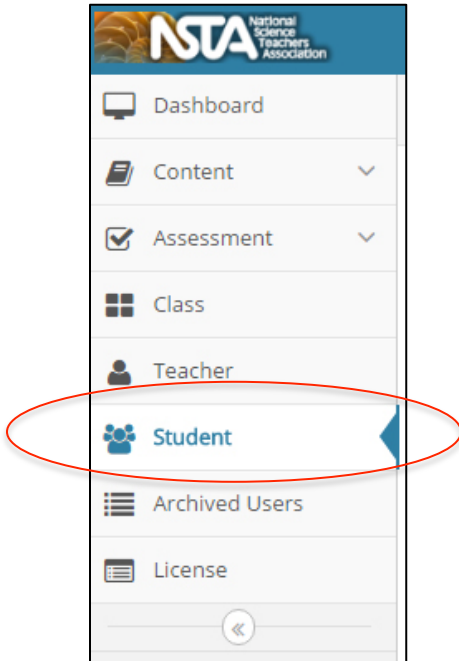 NSTA
National
Science
Teachers
Association
Dashboard
Content
Assessment
Class
Teacher
Student
Archived Users
License